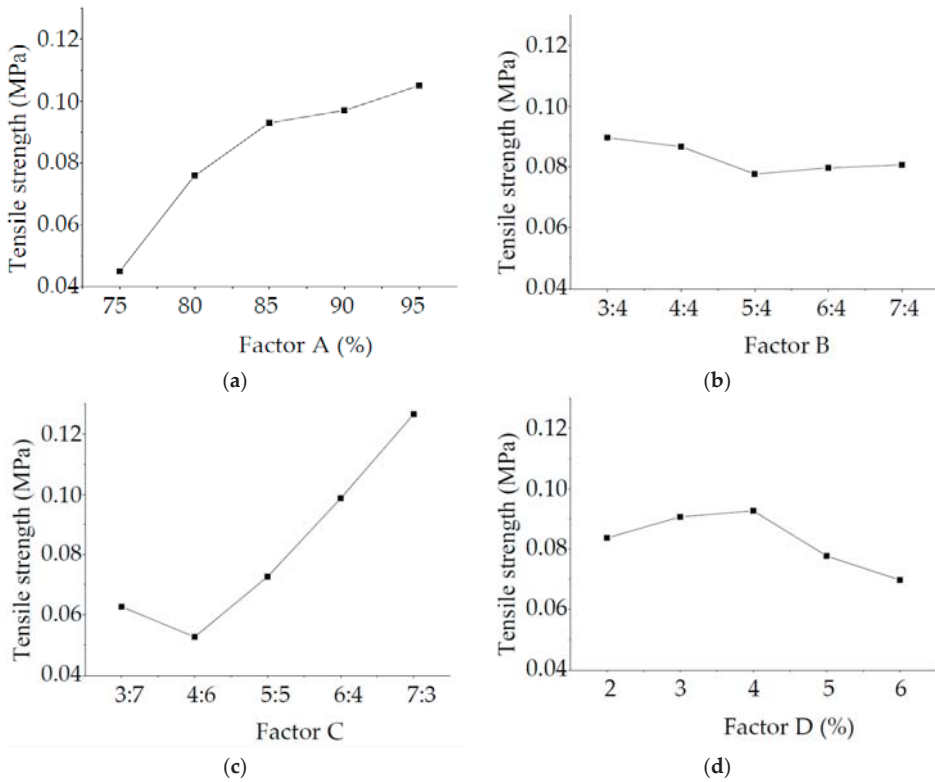 Tensile strength (MPa)
0.12
0.10
0.08
0.06
0.04
75 80 85 90 95
Factor A (%)
(a)
Tensile strength (MPa)
0.12
0.10
0.08
0.06
0.04
3:4 4:4 5:4 6:4 7:4
Factor B
(b)
Tensile strength (MPa)
0.12
0.10
0.08
0.06
0.04
3:7 4:6 5:5 6:4 7:3
Factor C
(c)
Tensile strength (MPa)
0.12
0.10
0.08
0.06
0.04
2 3 4 5 6
Factor D (%)
(d)